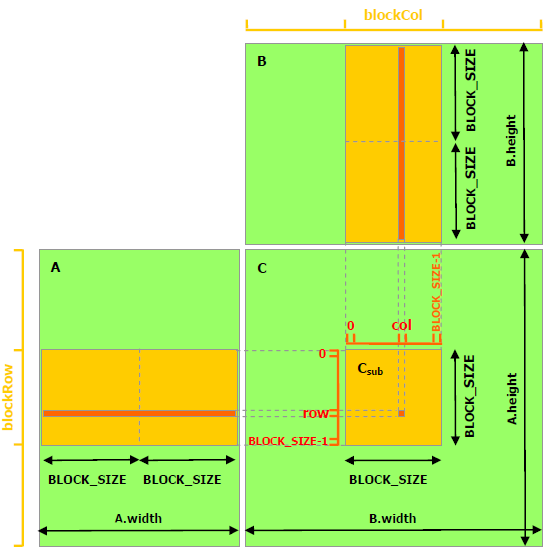 blockCol
B
BLOCK_SIZE
BLOCK_SIZE
B.height
A
C
BLOCK_SIZE-1
0
col
0
Csub
blockRow
BLOCK_SIZE
A.height
row
BLOCK_SIZE-1
BLOCK_SIZE
BLOCK_SIZE
BLOCK_SIZE
A.width
B.width